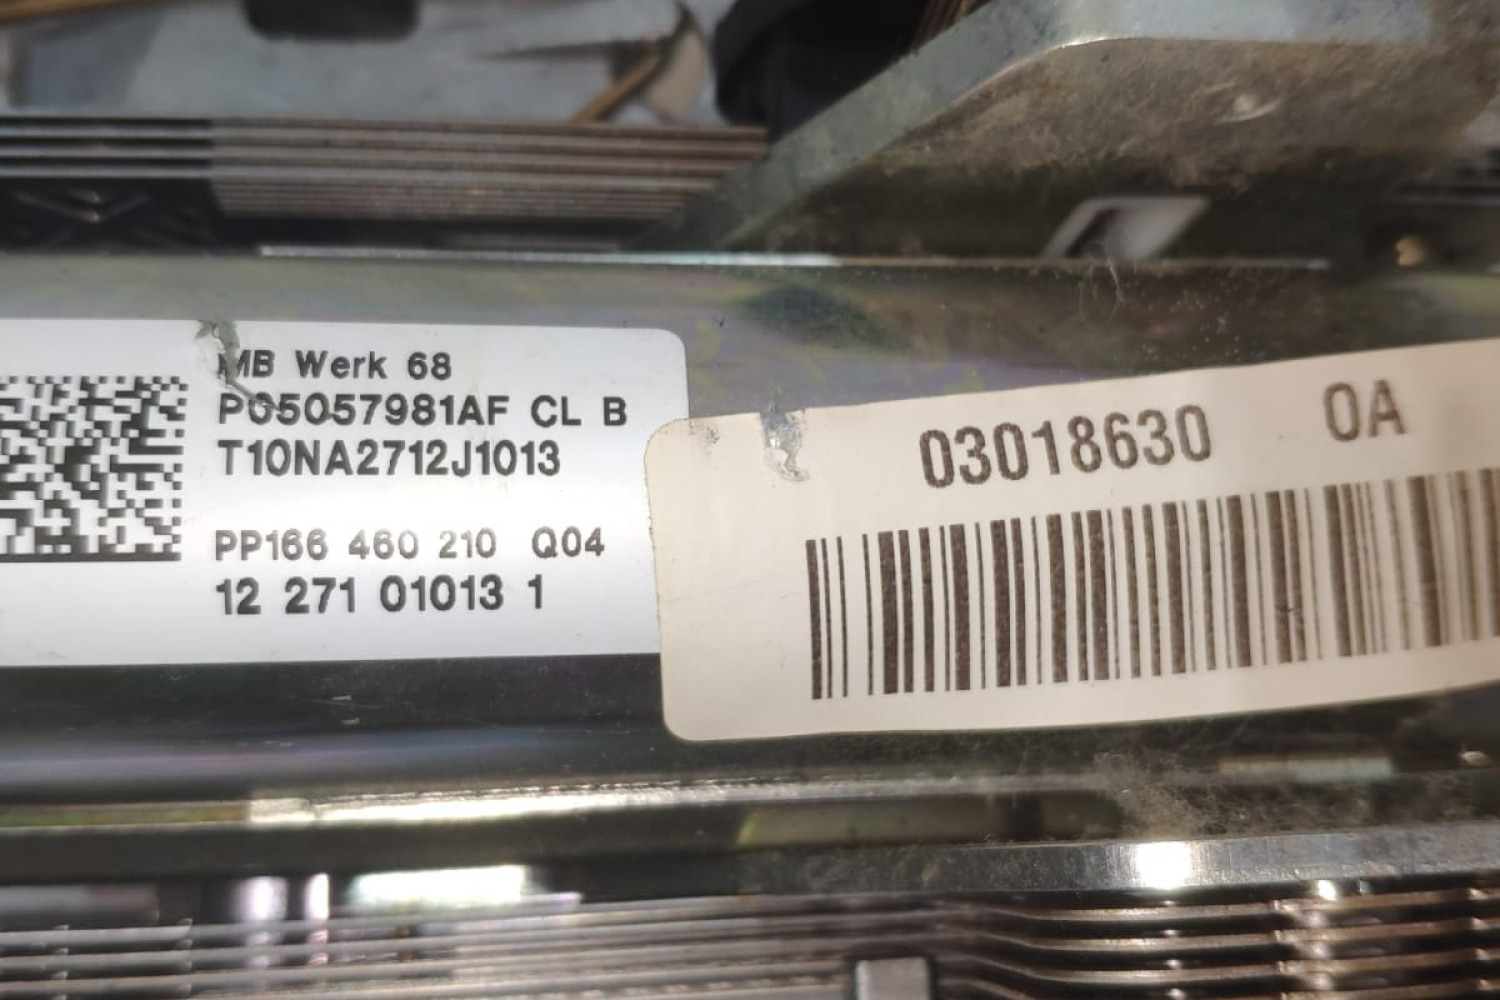 MB Werk 68
P05057981AF CL B
T10NA2712J1013
PP166 460 210 Q04
12 271 01013 1
03018630 0A